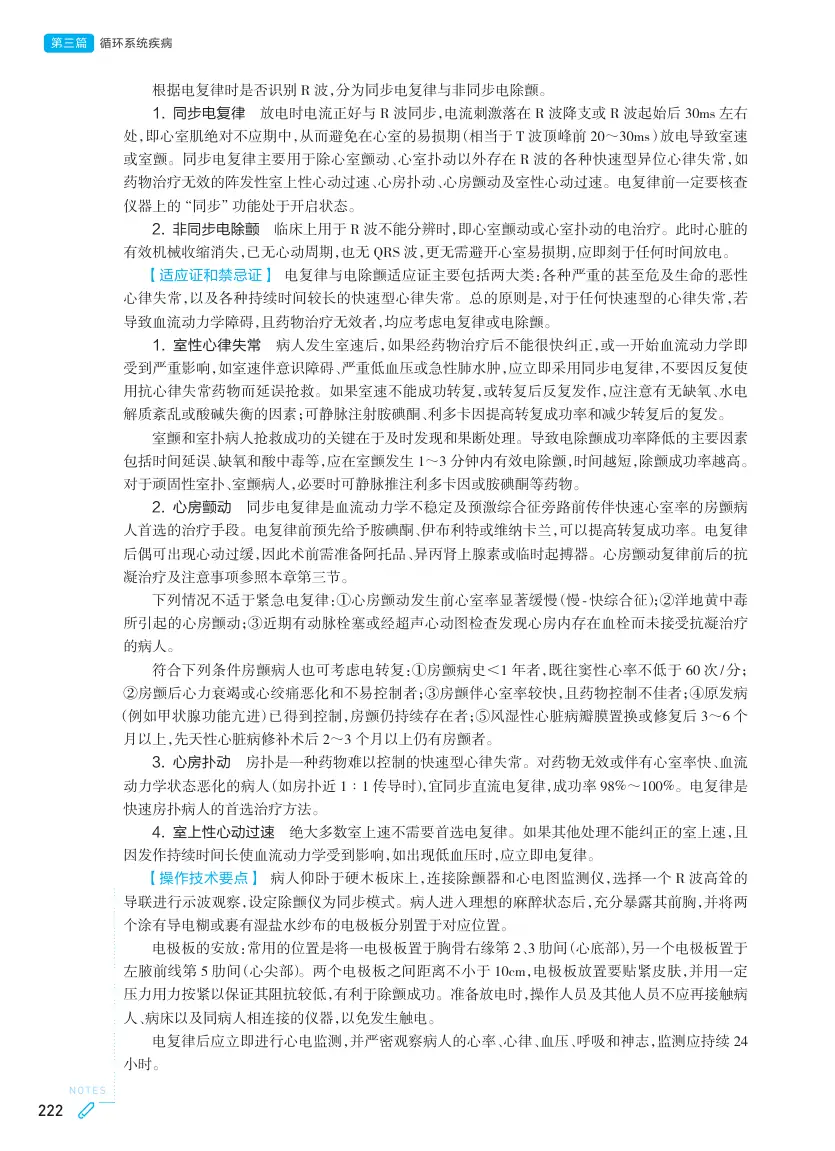 第三篇 循环系统疾病
根据电复律时是否识别 R 波,分为同步电复律与非同步电除颤。
1. 同步电复律 放电时电流正好与 R 波同步,电流刺激落在 R 波降支或 R 波起始后 30ms 左右
处,即心室肌绝对不应期中,从而避免在心室的易损期(相当于 T 波顶峰前 20～30ms)放电导致室速
或室颤。同步电复律主要用于除心室颤动、心室扑动以外存在 R 波的各种快速型异位心律失常,如
药物治疗无效的阵发性室上性心动过速、心房扑动、心房颤动及室性心动过速。电复律前一定要核查
仪器上的“同步”功能处于开启状态。
2. 非同步电除颤 临床上用于 R 波不能分辨时,即心室颤动或心室扑动的电治疗。此时心脏的
有效机械收缩消失,已无心动周期,也无 QRS 波,更无需避开心室易损期,应即刻于任何时间放电。
【适应证和禁忌证】 电复律与电除颤适应证主要包括两大类:各种严重的甚至危及生命的恶性
心律失常,以及各种持续时间较长的快速型心律失常。总的原则是,对于任何快速型的心律失常,若
导致血流动力学障碍,且药物治疗无效者,均应考虑电复律或电除颤。
1. 室性心律失常 病人发生室速后,如果经药物治疗后不能很快纠正,或一开始血流动力学即
受到严重影响,如室速伴意识障碍、严重低血压或急性肺水肿,应立即采用同步电复律,不要因反复使
用抗心律失常药物而延误抢救。如果室速不能成功转复,或转复后反复发作,应注意有无缺氧、水电
解质紊乱或酸碱失衡的因素;可静脉注射胺碘酮、利多卡因提高转复成功率和减少转复后的复发。
室颤和室扑病人抢救成功的关键在于及时发现和果断处理。导致电除颤成功率降低的主要因素
包括时间延误、缺氧和酸中毒等,应在室颤发生 1～3 分钟内有效电除颤,时间越短,除颤成功率越高。
对于顽固性室扑、室颤病人,必要时可静脉推注利多卡因或胺碘酮等药物。
2. 心房颤动 同步电复律是血流动力学不稳定及预激综合征旁路前传伴快速心室率的房颤病
人首选的治疗手段。电复律前预先给予胺碘酮、伊布利特或维纳卡兰,可以提高转复成功率。电复律
后偶可出现心动过缓,因此术前需准备阿托品、异丙肾上腺素或临时起搏器。心房颤动复律前后的抗
凝治疗及注意事项参照本章第三节。
下列情况不适于紧急电复律:①心房颤动发生前心室率显著缓慢(慢-快综合征);②洋地黄中毒
所引起的心房颤动;③近期有动脉栓塞或经超声心动图检查发现心房内存在血栓而未接受抗凝治疗
的病人。
符合下列条件房颤病人也可考虑电转复:①房颤病史<1 年者,既往窦性心率不低于 60 次/分;
②房颤后心力衰竭或心绞痛恶化和不易控制者;③房颤伴心室率较快,且药物控制不佳者;④原发病
(例如甲状腺功能亢进)已得到控制,房颤仍持续存在者;⑤风湿性心脏病瓣膜置换或修复后 3～6 个
月以上,先天性心脏病修补术后 2～3 个月以上仍有房颤者。
3. 心房扑动 房扑是一种药物难以控制的快速型心律失常。对药物无效或伴有心室率快、血流
动力学状态恶化的病人(如房扑近 1∶1 传导时),宜同步直流电复律,成功率 98%～100%。电复律是
快速房扑病人的首选治疗方法。
4. 室上性心动过速 绝大多数室上速不需要首选电复律。如果其他处理不能纠正的室上速,且
因发作持续时间长使血流动力学受到影响,如出现低血压时,应立即电复律。
【操作技术要点】 病人仰卧于硬木板床上,连接除颤器和心电图监测仪,选择一个 R 波高耸的
导联进行示波观察,设定除颤仪为同步模式。病人进入理想的麻醉状态后,充分暴露其前胸,并将两
个涂有导电糊或裹有湿盐水纱布的电极板分别置于对应位置。
电极板的安放:常用的位置是将一电极板置于胸骨右缘第 2、3 肋间(心底部),另一个电极板置于
左腋前线第 5 肋间(心尖部)。两个电极板之间距离不小于 10cm,电极板放置要贴紧皮肤,并用一定
压力用力按紧以保证其阻抗较低,有利于除颤成功。准备放电时,操作人员及其他人员不应再接触病
人、病床以及同病人相连接的仪器,以免发生触电。
电复律后应立即进行心电监测,并严密观察病人的心率、心律、血压、呼吸和神志,监测应持续 24
小时。
NOTES
222